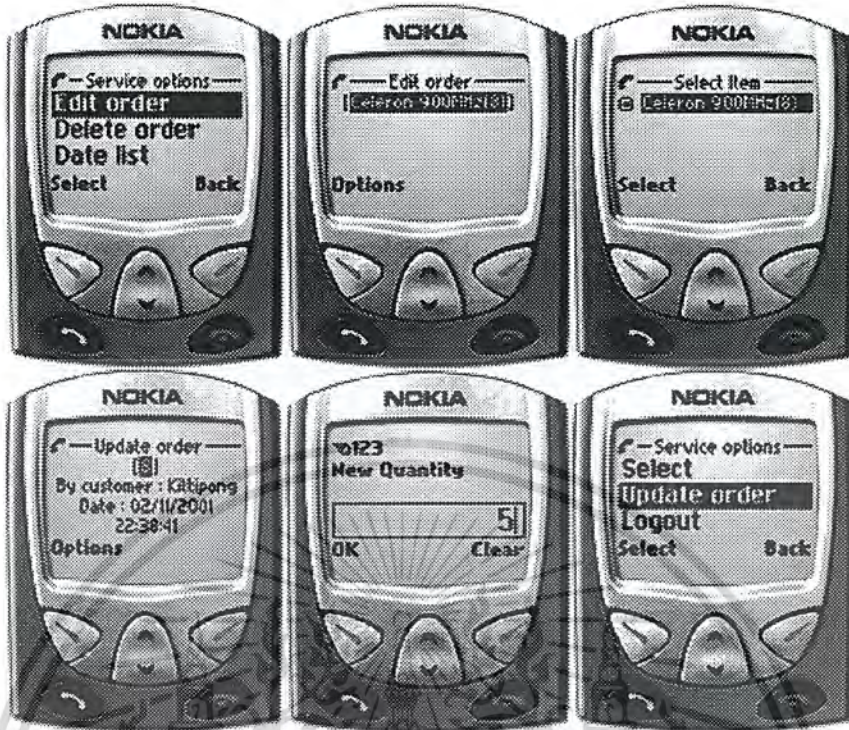 NOKIA
Service options
Edit order
Delete order
Date list
Select Back
NOKIA
Edit order
[Celeron 900MHz(8)]
Options
NOKIA
Select Item
Celeron 900MHz(8)
Select Back
NOKIA
Update order
[8]
By customer : Kittipong
Date : 02/11/2001
22:38:41
Options
NOKIA
123
New Quantity
5
OK Clear
NOKIA
Service options
Select
Update order
Logout
Select Back